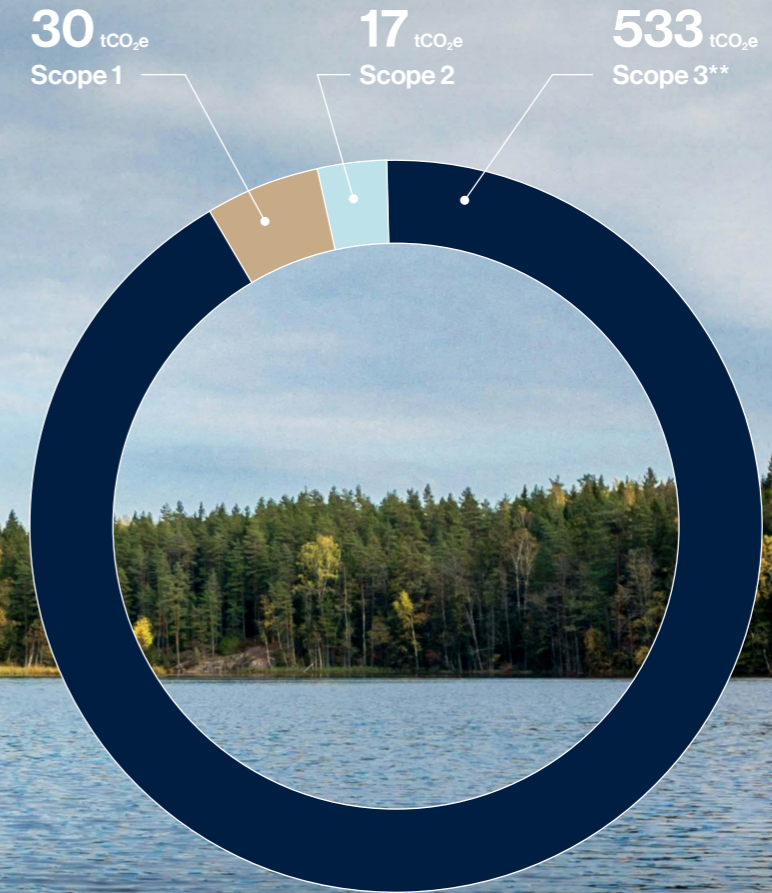 30 tCO₂e
Scope 1
17 tCO₂e
Scope 2
533 tCO₂e
Scope 3**